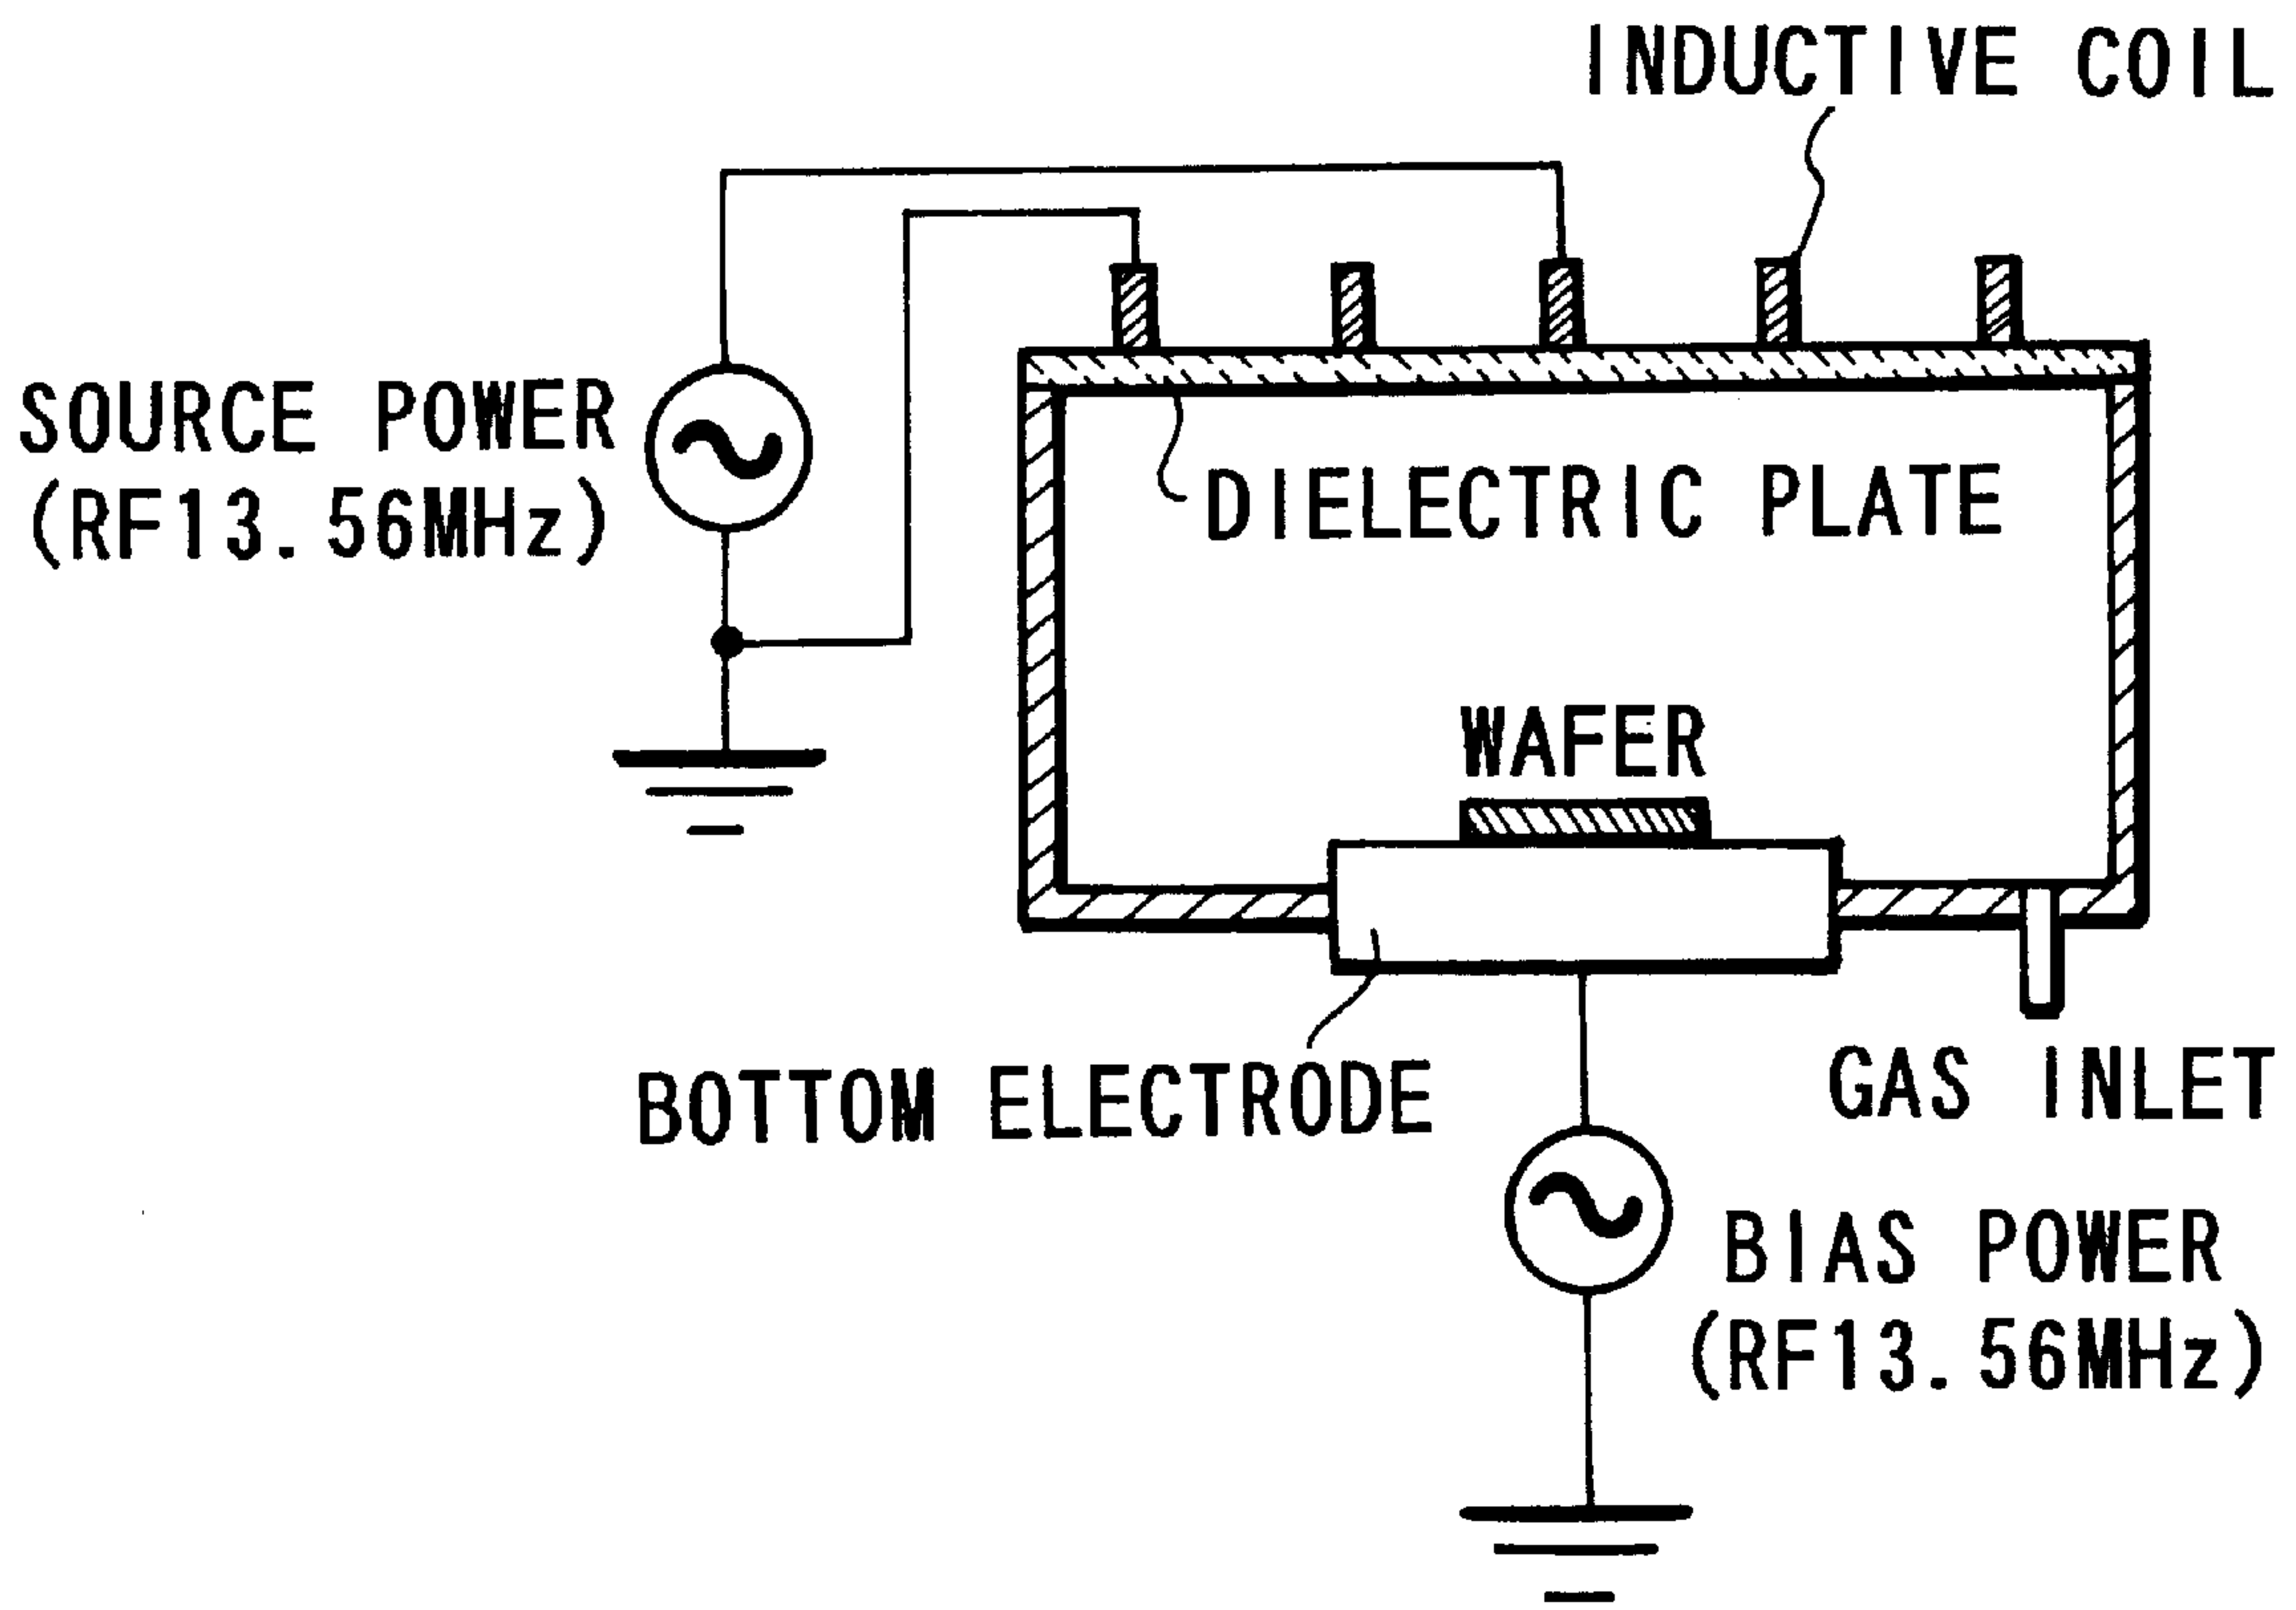 INDUCTIVE COIL
SOURCE POWER
(RF13.56MHz)
DIELECTRIC PLATE
WAFER
BOTTOM ELECTRODE
GAS INLET
BIAS POWER
(RF13.56MHz)